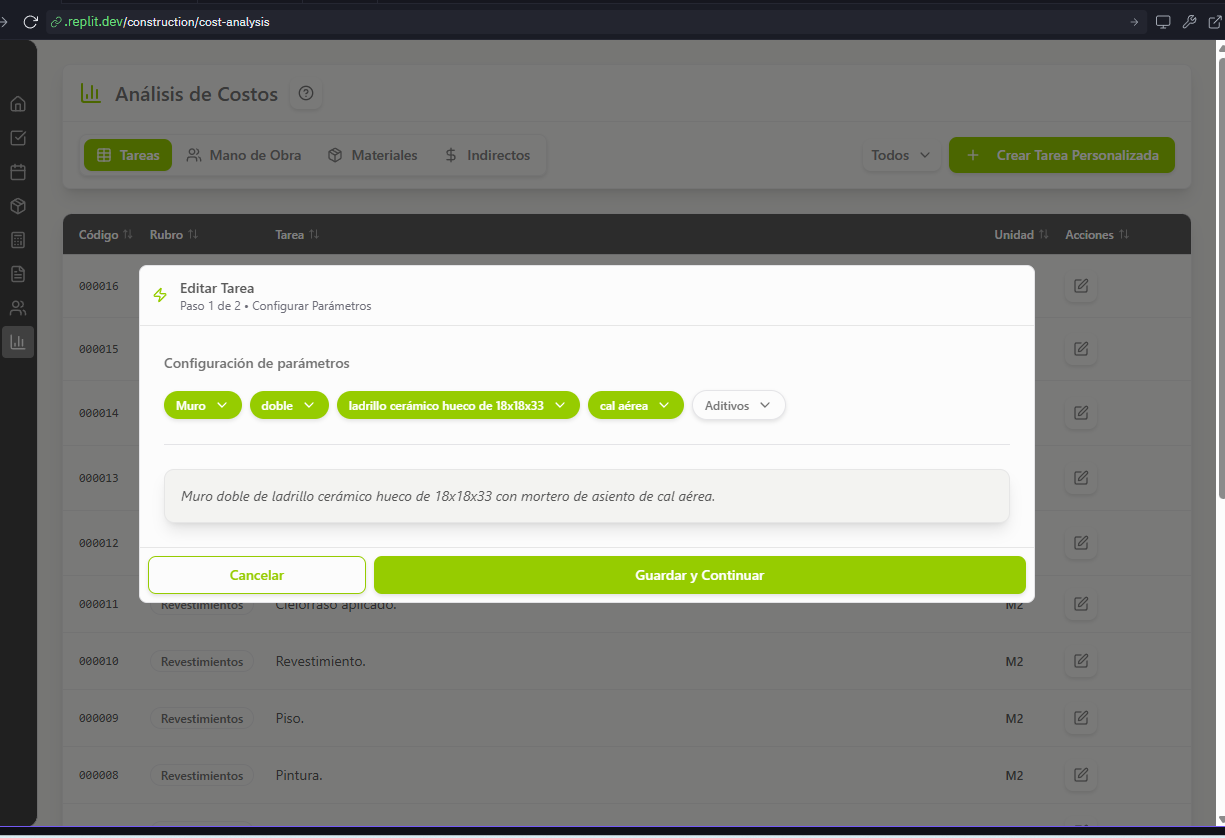 .replit.dev/construction/cost-analysis
Análisis de Costos
Tareas Mano de Obra Materiales Indirectos Todos Crear Tarea Personalizada
Código Rubro Tarea Unidad Acciones
000016
Editar Tarea
Paso 1 de 2 • Configurar Parámetros
000015
Configuración de parámetros
000014
Muro doble ladrillo cerámico hueco de 18x18x33 cal aérea Aditivos
000013
Muro doble de ladrillo cerámico hueco de 18x18x33 con mortero de asiento de cal aérea.
000012
Cancelar Guardar y Continuar
000011 Revestimientos Cielorraso aplicado. M2
000010 Revestimientos Revestimiento. M2
000009 Revestimientos Piso. M2
000008 Revestimientos Pintura. M2